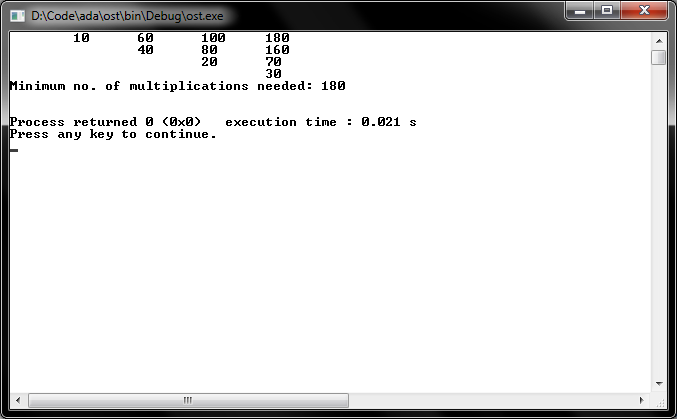 D:\Code\ada\ost\bin\Debug\ost.exe
10 60 100 180
40 80 160
20 70
30
Minimum no. of multiplications needed: 180
Process returned 0 (0x0) execution time : 0.021 s
Press any key to continue.